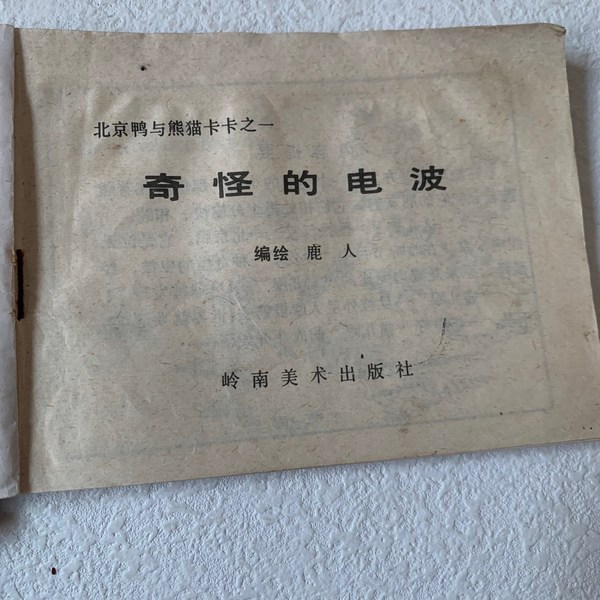 北京鸭与熊猫卡卡之一
奇怪的电波
编绘 鹿人
岭南美术出版社